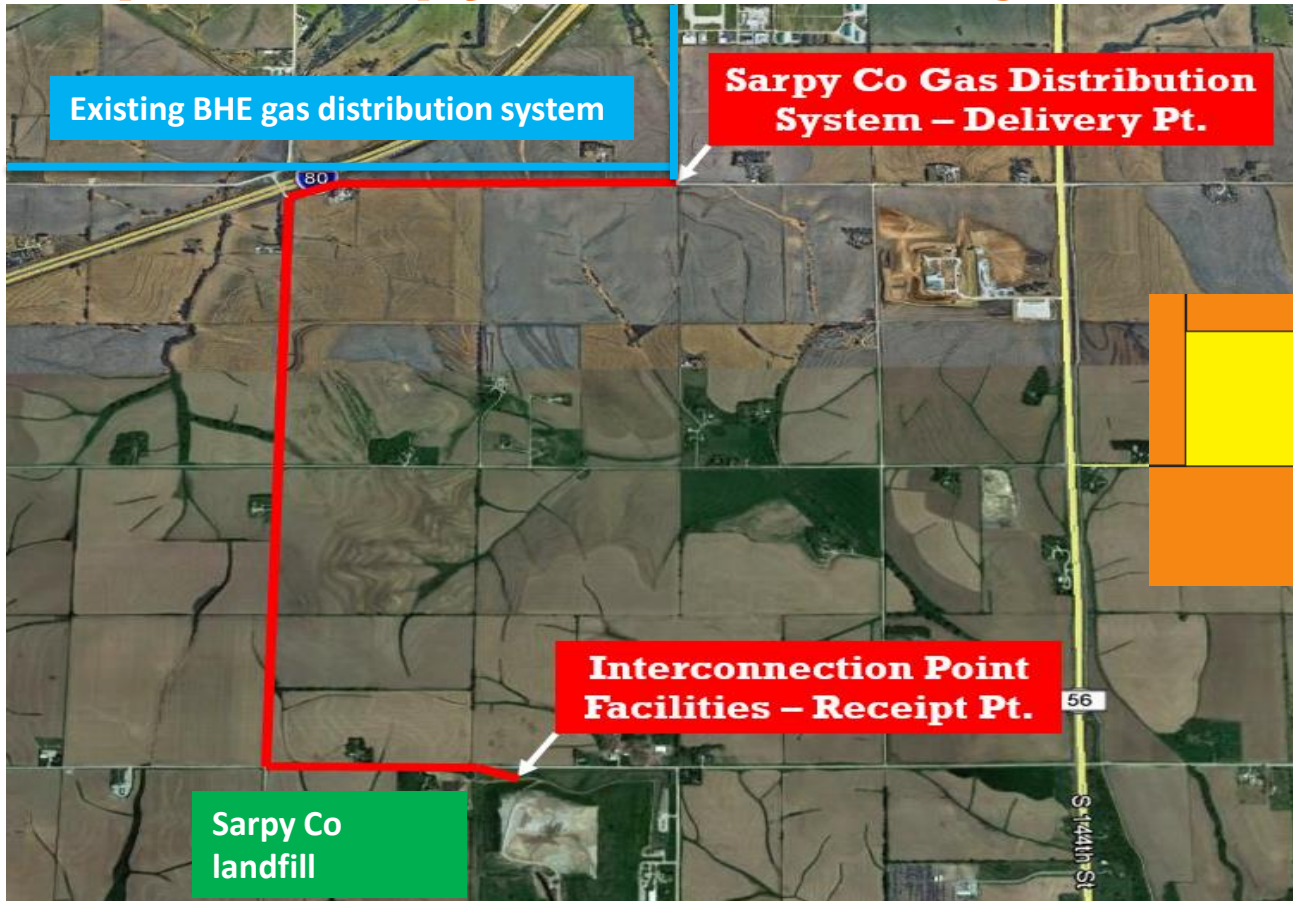 Existing BHE gas distribution system
Sarpy Co Gas Distribution
System – Delivery Pt.
80
Interconnection Point
Facilities – Receipt Pt.
56
Sarpy Co
landfill
S 144th St